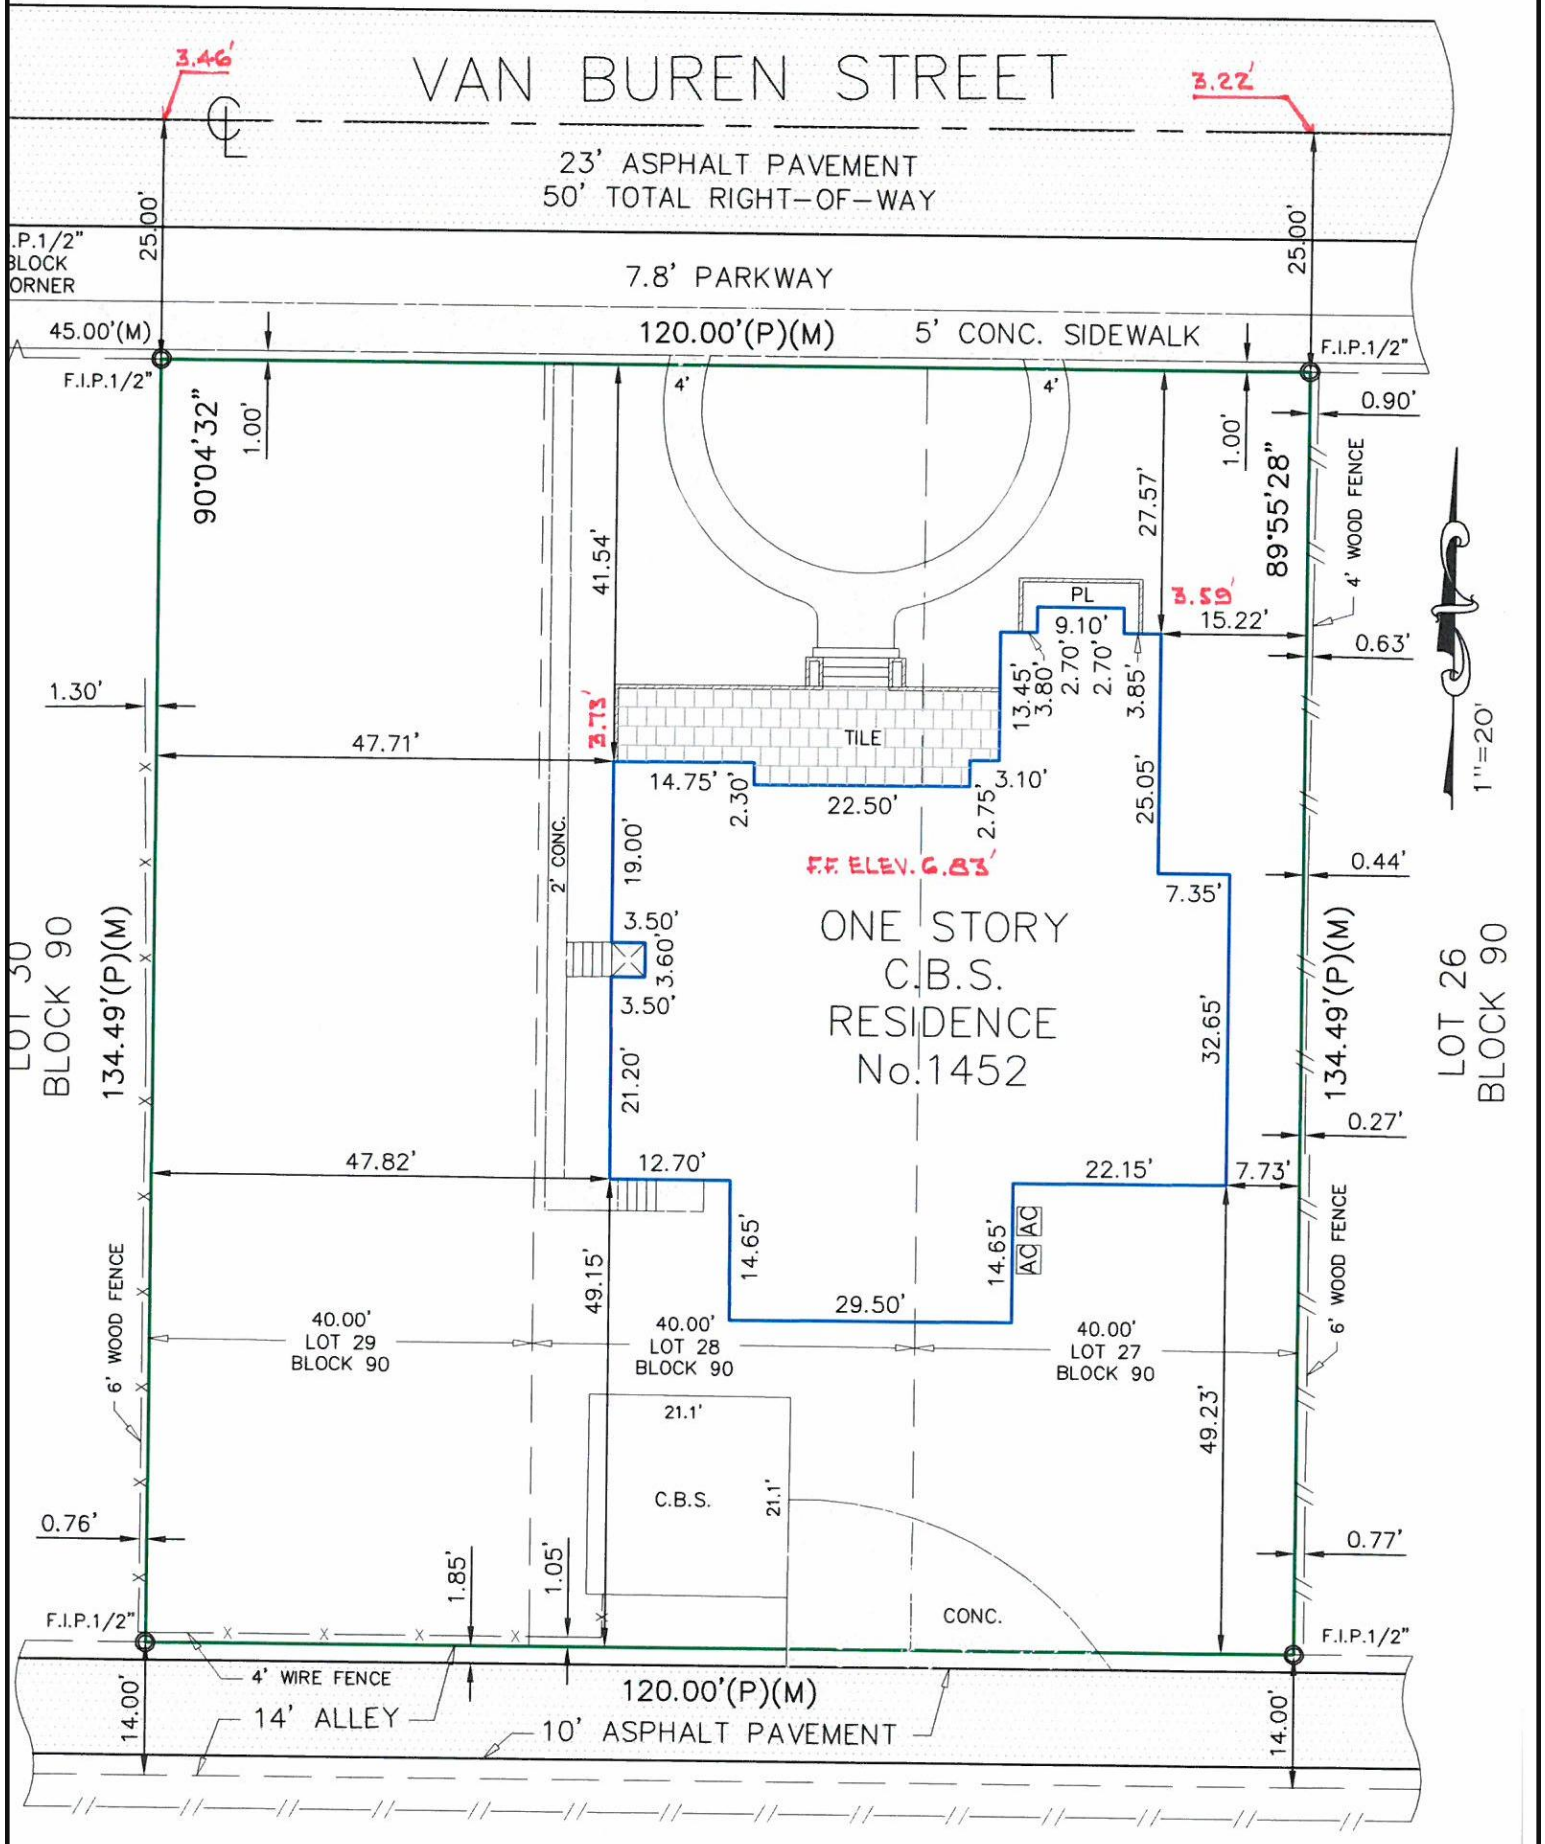 3.46'
VAN BUREN STREET
3.22'
CL
23' ASPHALT PAVEMENT
50' TOTAL RIGHT-OF-WAY
25.00'
25.00'
.P.1/2"
BLOCK
ORNER
7.8' PARKWAY
45.00'(M)
120.00'(P)(M)
5' CONC. SIDEWALK
F.I.P.1/2"
F.I.P.1/2"
4'
4'
0.90'
90°04'32"
1.00'
1.00'
89°55'28"
27.57'
4' WOOD FENCE
41.54'
PL
3.59'
9.10'
15.22'
0.63'
13.45'
3.80'
2.70'
2.70'
3.85'
1.30'
47.71'
3.73'
TILE
1"=20'
14.75'
2.30'
22.50'
2.75'
3.10'
25.05'
2' CONC.
19.00'
F.F. ELEV. 6.83'
0.44'
7.35'
3.50'
3.60'
3.50'
ONE STORY
C.B.S.
RESIDENCE
No.1452
LOT 30
BLOCK 90
134.49'(P)(M)
134.49'(P)(M)
LOT 26
BLOCK 90
32.65'
21.20'
0.27'
47.82'
12.70'
22.15'
7.73'
14.65'
14.65'
AC AC
AC
6' WOOD FENCE
6' WOOD FENCE
49.15'
29.50'
40.00'
LOT 29
BLOCK 90
40.00'
LOT 28
BLOCK 90
40.00'
LOT 27
BLOCK 90
21.1'
49.23'
C.B.S.
21.1'
0.76'
0.77'
1.85'
1.05'
CONC.
F.I.P.1/2"
F.I.P.1/2"
4' WIRE FENCE
120.00'(P)(M)
14' ALLEY
10' ASPHALT PAVEMENT
14.00'
14.00'